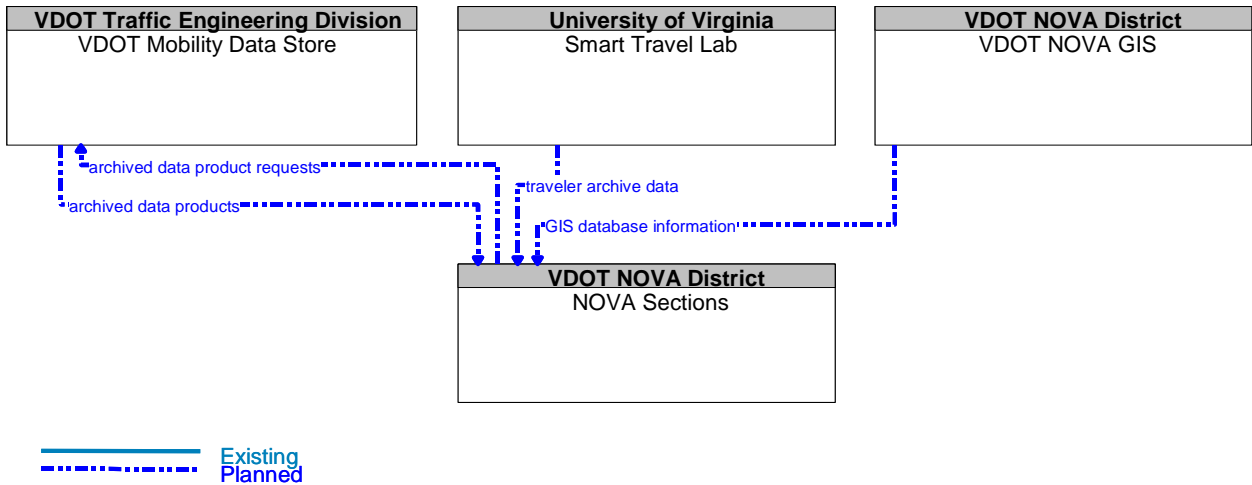 VDOT Traffic Engineering Division
VDOT Mobility Data Store
University of Virginia
Smart Travel Lab
VDOT NOVA District
VDOT NOVA GIS
archived data product requests
traveler archive data
archived data products
GIS database information
VDOT NOVA District
NOVA Sections
Existing
Planned